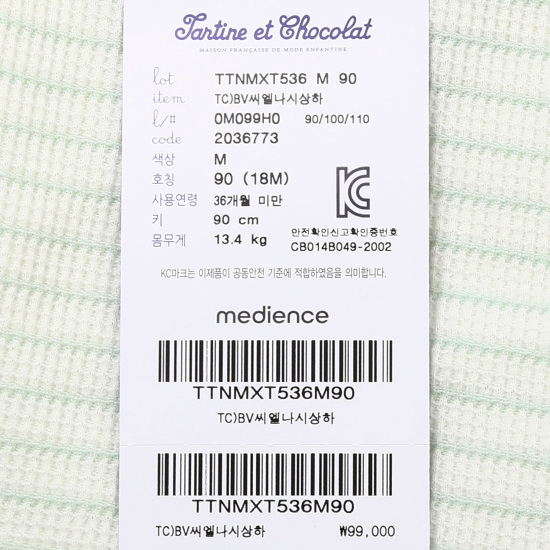 Tartine et Chocolat
MAISON FRANÇAISE DE MODE ENFANTINE
lot TTNMXT536 M 90
item TC)BV씨엘나시상하
l/# 0M099H0 90/100/110
code 2036773
색상 M
호칭 90 (18M)
사용연령 36개월 미만
키 90 cm
몸무게 13.4 kg
안전확인신고확인증번호
CB014B049-2002
KC마크는 이제품이 공동안전 기준에 적합하였음을 의미합니다.
medience
TTNMXT536M90
TC)BV씨엘나시상하
TTNMXT536M90
TC)BV씨엘나시상하 ₩99,000